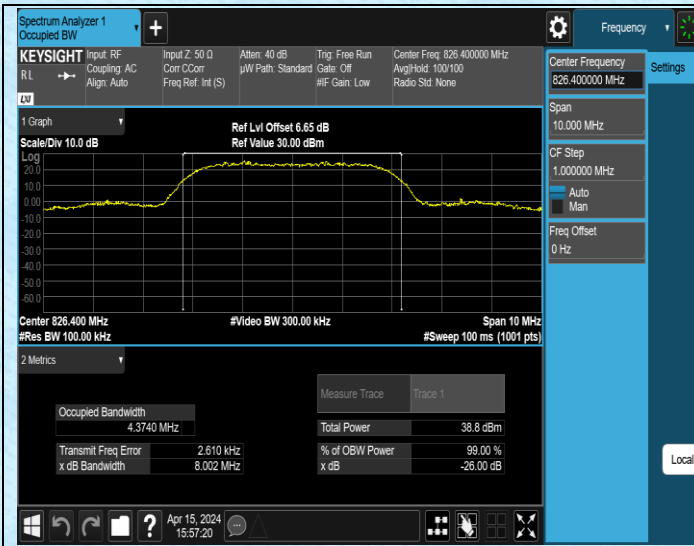 Spectrum Analyzer 1
Occupied BW
+
Frequency
KEYSIGHT
RL
LXI
Input: RF
Coupling: AC
Align: Auto
Input Z: 50 Ω
Corr CCorr
Freq Ref: Int (S)
Atten: 40 dB
µW Path: Standard
Trig: Free Run
Gate: Off
#IF Gain: Low
Center Freq: 826.400000 MHz
Avg|Hold: 100/100
Radio Std: None
Center Frequency
826.400000 MHz
Settings
Span
10.000 MHz
CF Step
1.000000 MHz
Auto
Man
Freq Offset
0 Hz
Local
1 Graph
Scale/Div 10.0 dB
Ref Lvl Offset 6.65 dB
Ref Value 30.00 dBm
Log
20.0
10.0
0.00
-10.0
-20.0
-30.0
-40.0
-50.0
-60.0
Center 826.400 MHz
#Video BW 300.00 kHz
Span 10 MHz
#Res BW 100.00 kHz
#Sweep 100 ms (1001 pts)
2 Metrics
Measure Trace
Trace 1
Occupied Bandwidth
4.3740 MHz
Total Power
38.8 dBm
Transmit Freq Error
2.610 kHz
% of OBW Power
99.00 %
x dB Bandwidth
8.002 MHz
x dB
-26.00 dB
?
Apr 15, 2024
15:57:20